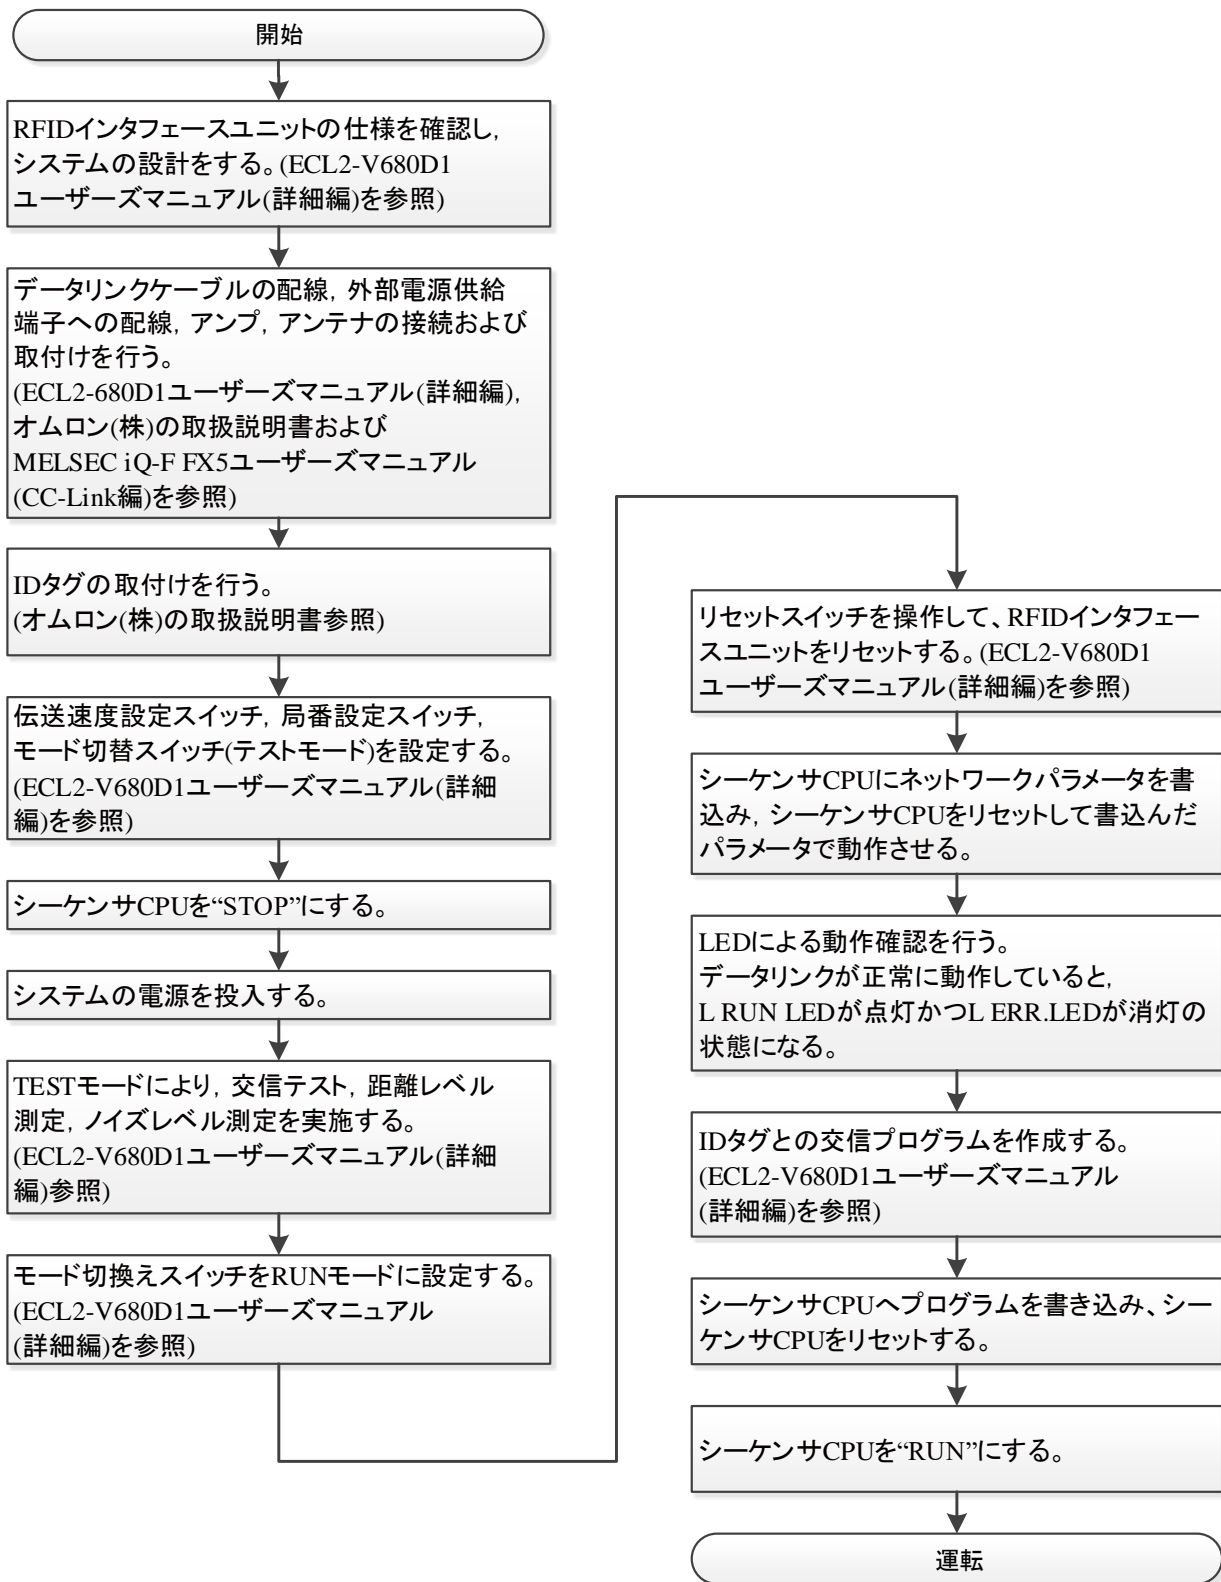 開始
RFIDインタフェースユニットの仕様を確認し,
システムの設計をする。(ECL2-V680D1
ユーザーズマニュアル(詳細編)を参照)
データリンクケーブルの配線, 外部電源供給
端子への配線, アンプ, アンテナの接続および
取付けを行う。
(ECL2-680D1ユーザーズマニュアル(詳細編),
オムロン(株)の取扱説明書および
MELSEC iQ-F FX5ユーザーズマニュアル
(CC-Link編)を参照)
IDタグの取付けを行う。
(オムロン(株)の取扱説明書参照)
伝送速度設定スイッチ, 局番設定スイッチ,
モード切替スイッチ(テストモード)を設定する。
(ECL2-V680D1ユーザーズマニュアル(詳細
編)を参照)
シーケンサCPUを“STOP”にする。
システムの電源を投入する。
TESTモードにより, 交信テスト, 距離レベル
測定, ノイズレベル測定を実施する。
(ECL2-V680D1ユーザーズマニュアル(詳細
編)参照)
モード切換えスイッチをRUNモードに設定する。
(ECL2-V680D1ユーザーズマニュアル
(詳細編)を参照)
リセットスイッチを操作して、RFIDインタフェー
スユニットをリセットする。(ECL2-V680D1
ユーザーズマニュアル(詳細編)を参照)
シーケンサCPUにネットワークパラメータを書
込み, シーケンサCPUをリセットして書込んだ
パラメータで動作させる。
LEDによる動作確認を行う。
データリンクが正常に動作していると,
L RUN LEDが点灯かつL ERR.LEDが消灯の
状態になる。
IDタグとの交信プログラムを作成する。
(ECL2-V680D1ユーザーズマニュアル
(詳細編)を参照)
シーケンサCPUへプログラムを書き込み、シー
ケンサCPUをリセットする。
シーケンサCPUを“RUN”にする。
運転